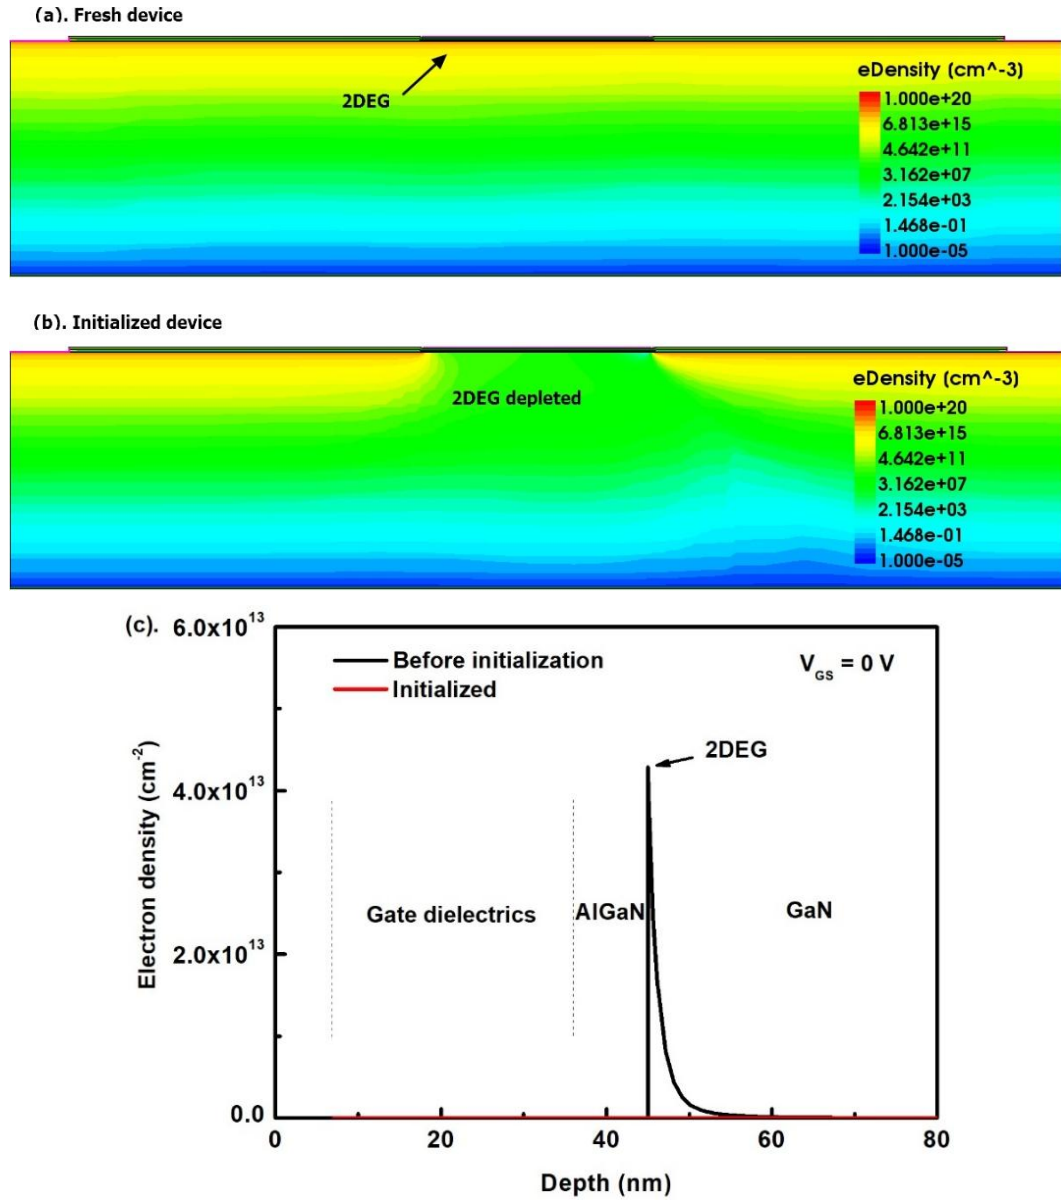 (a). Fresh device
2DEG
eDensity (cm^-3)
1.000e+20
6.813e+15
4.642e+11
3.162e+07
2.154e+03
1.468e-01
1.000e-05
(b). Initialized device
2DEG depleted
eDensity (cm^-3)
1.000e+20
6.813e+15
4.642e+11
3.162e+07
2.154e+03
1.468e-01
1.000e-05
(c).
6.0x10^13
Before initialization
Initialized
V_GS = 0 V
2DEG
4.0x10^13
Gate dielectrics
AlGaN
GaN
2.0x10^13
0.0
Electron density (cm^-2)
0 20 40 60 80
Depth (nm)